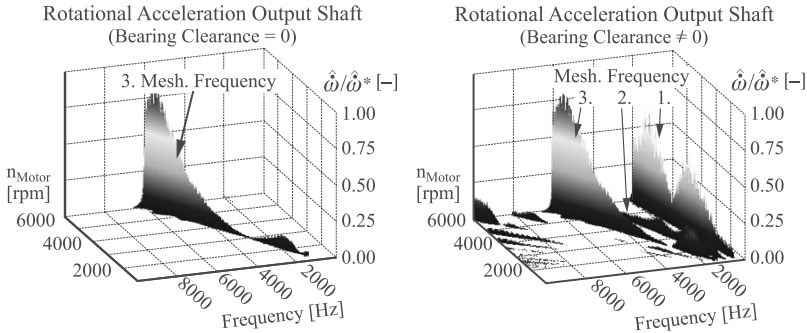 Rotational Acceleration Output Shaft
(Bearing Clearance = 0)
3. Mesh. Frequency
ω̂̇/ω̂̇* [–]
1.00
0.75
0.50
0.25
0.00
n_Motor
[rpm]
6000
4000
2000
8000
6000
4000
2000
Frequency [Hz]
Rotational Acceleration Output Shaft
(Bearing Clearance ≠ 0)
Mesh. Frequency
3. 2. 1.
ω̂̇/ω̂̇* [–]
1.00
0.75
0.50
0.25
0.00
n_Motor
[rpm]
6000
4000
2000
8000
6000
4000
2000
Frequency [Hz]